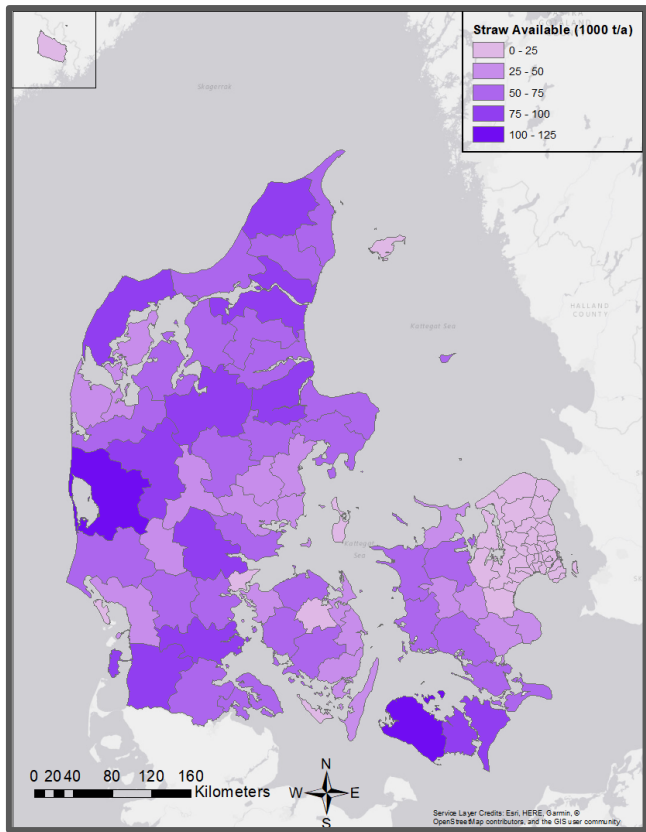 Straw Available (1000 t/a)
0 - 25
25 - 50
50 - 75
75 - 100
100 - 125
Skagerrak
HALLAND
COUNTY
Kattegat Sea
Kattegat
Sea
0 20 40 80 120 160
Kilometers
N
W
E
S
Service Layer Credits: Esri, HERE, Garmin, ©
OpenStreetMap contributors, and the GIS user community